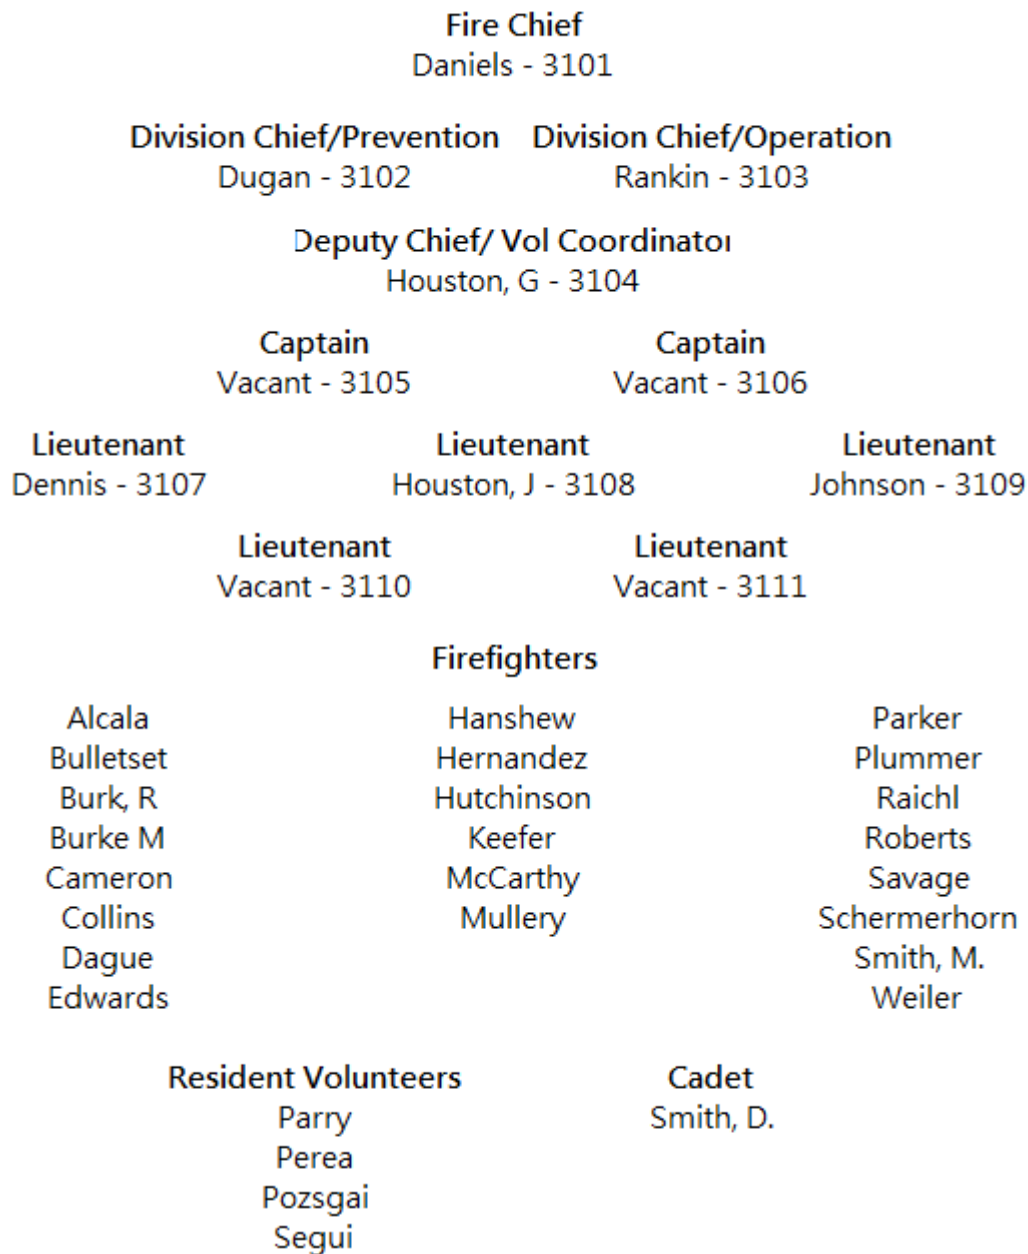 Fire Chief
Daniels - 3101
Division Chief/Prevention Division Chief/Operation
Dugan - 3102 Rankin - 3103
Deputy Chief/ Vol Coordinator
Houston, G - 3104
Captain Captain
Vacant - 3105 Vacant - 3106
Lieutenant Lieutenant Lieutenant
Dennis - 3107 Houston, J - 3108 Johnson - 3109
Lieutenant Lieutenant
Vacant - 3110 Vacant - 3111
Firefighters
Alcala Hanshew Parker
Bulletset Hernandez Plummer
Burk, R Hutchinson Raichl
Burke M Keefer Roberts
Cameron McCarthy Savage
Collins Mullery Schermerhorn
Dague Smith, M.
Edwards Weiler
Resident Volunteers Cadet
Parry Smith, D.
Perea
Pozsgai
Segui